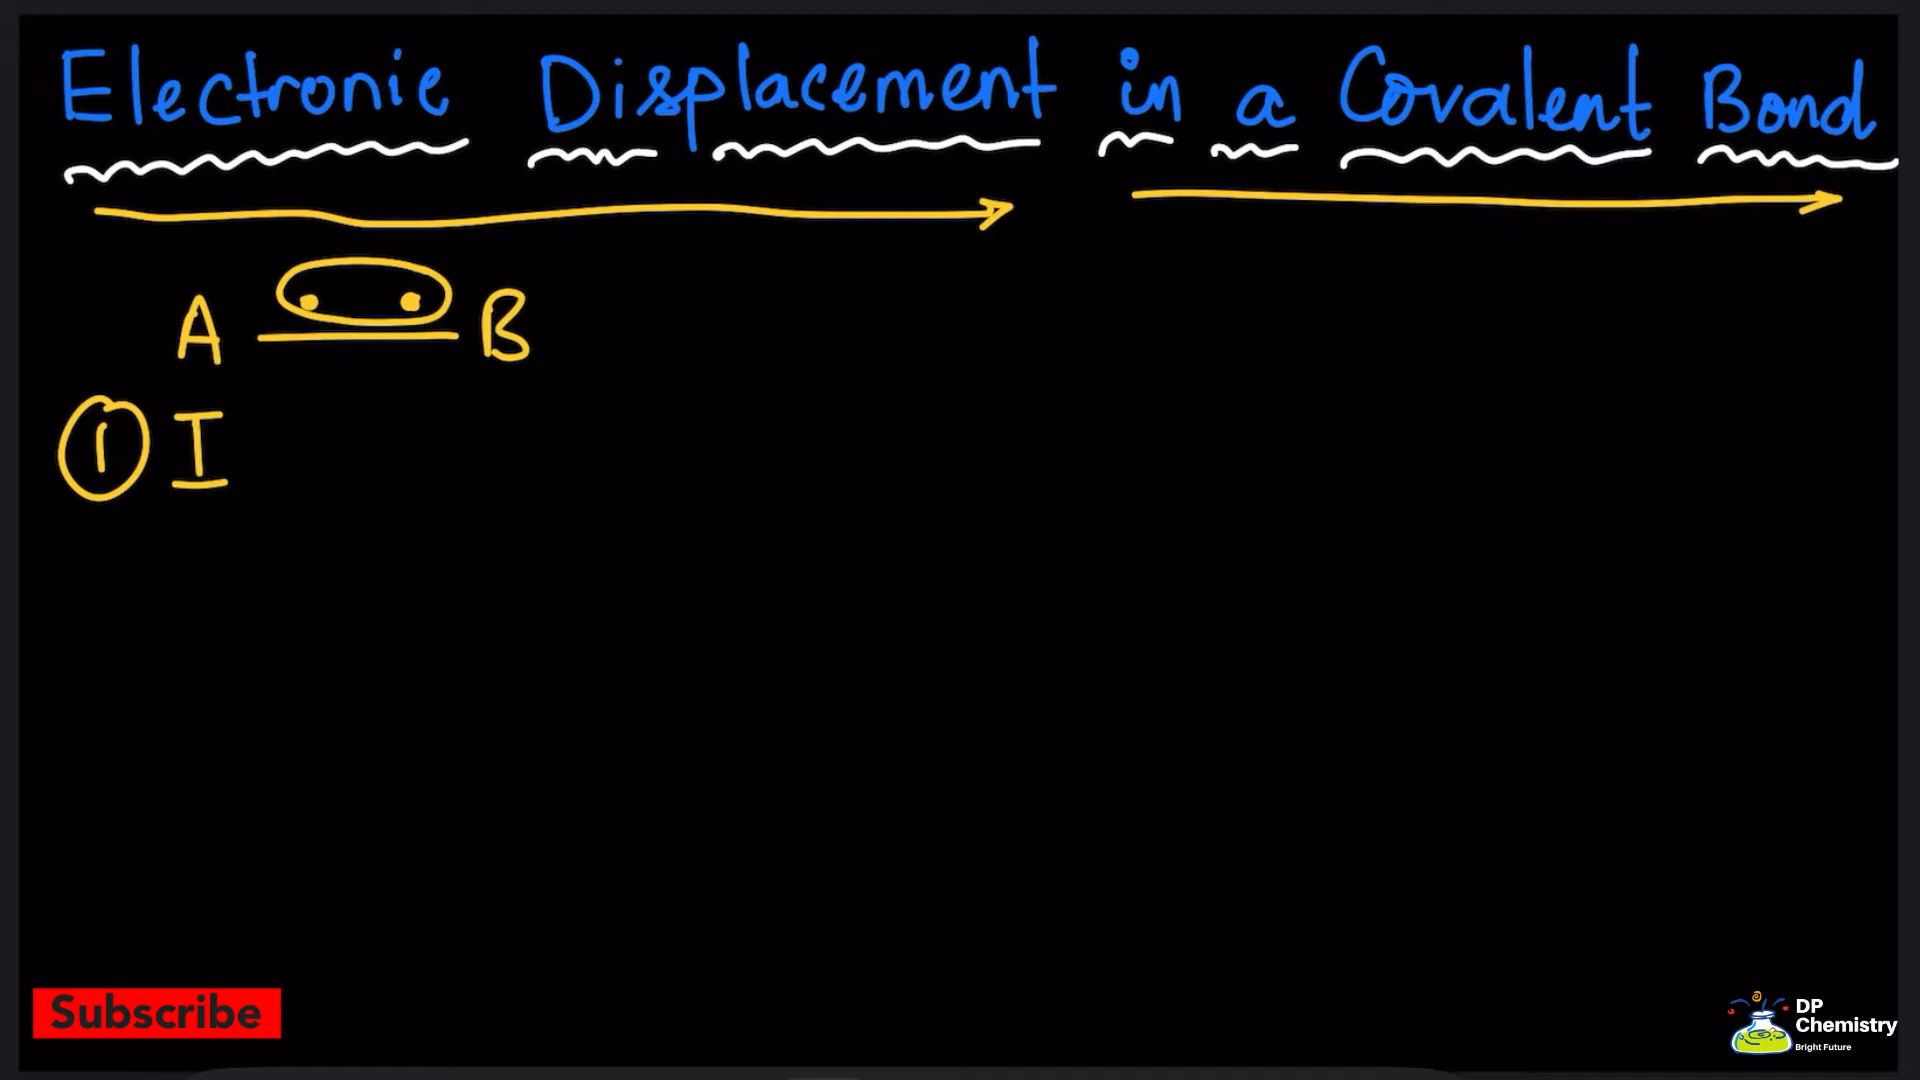 Electronic Displacement in a Covalent Bond
A B
1 I
Subscribe
DP
Chemistry
Bright Future